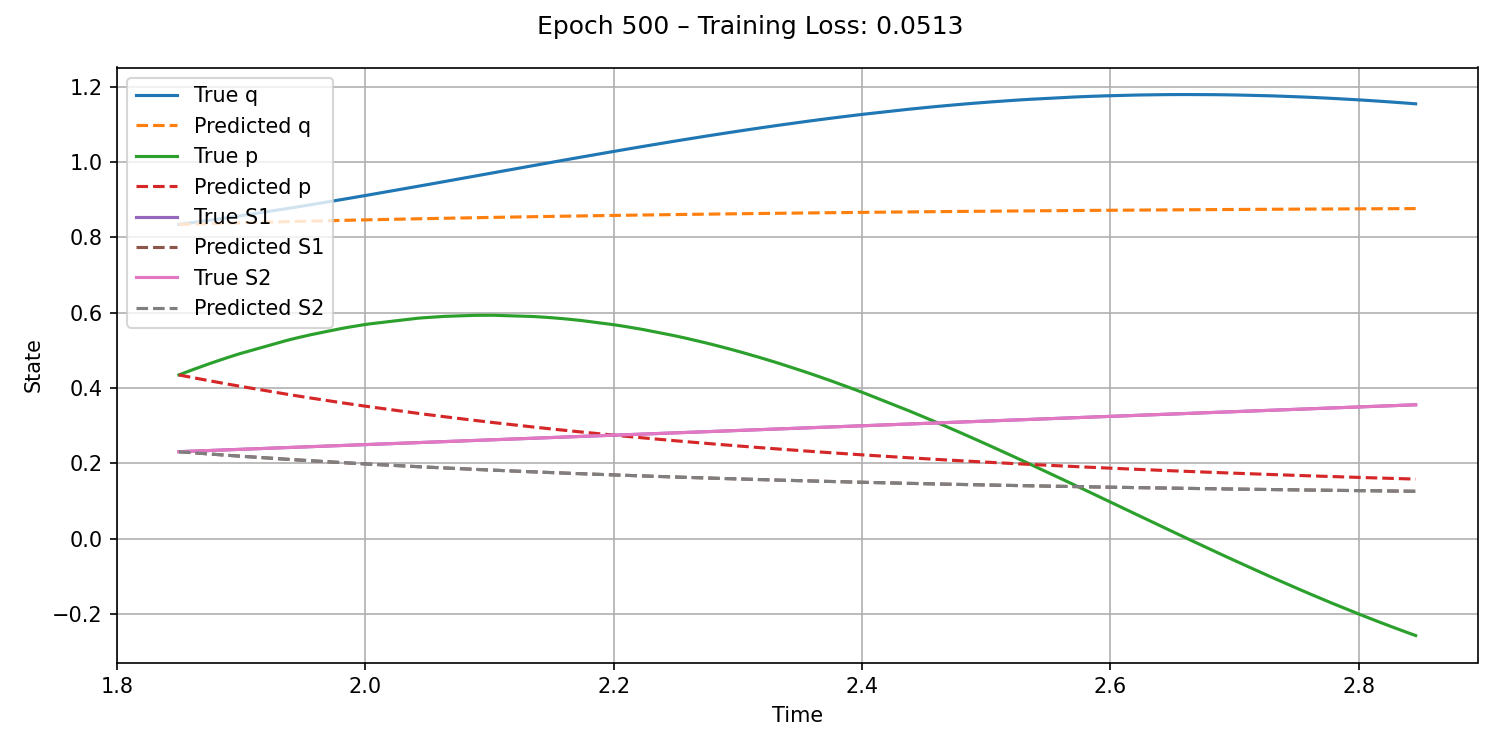 Epoch 500 – Training Loss: 0.0513
1.2
1.0
0.8
0.6
0.4
0.2
0.0
−0.2
State
True q
Predicted q
True p
Predicted p
True S1
Predicted S1
True S2
Predicted S2
1.8 2.0 2.2 2.4 2.6 2.8
Time